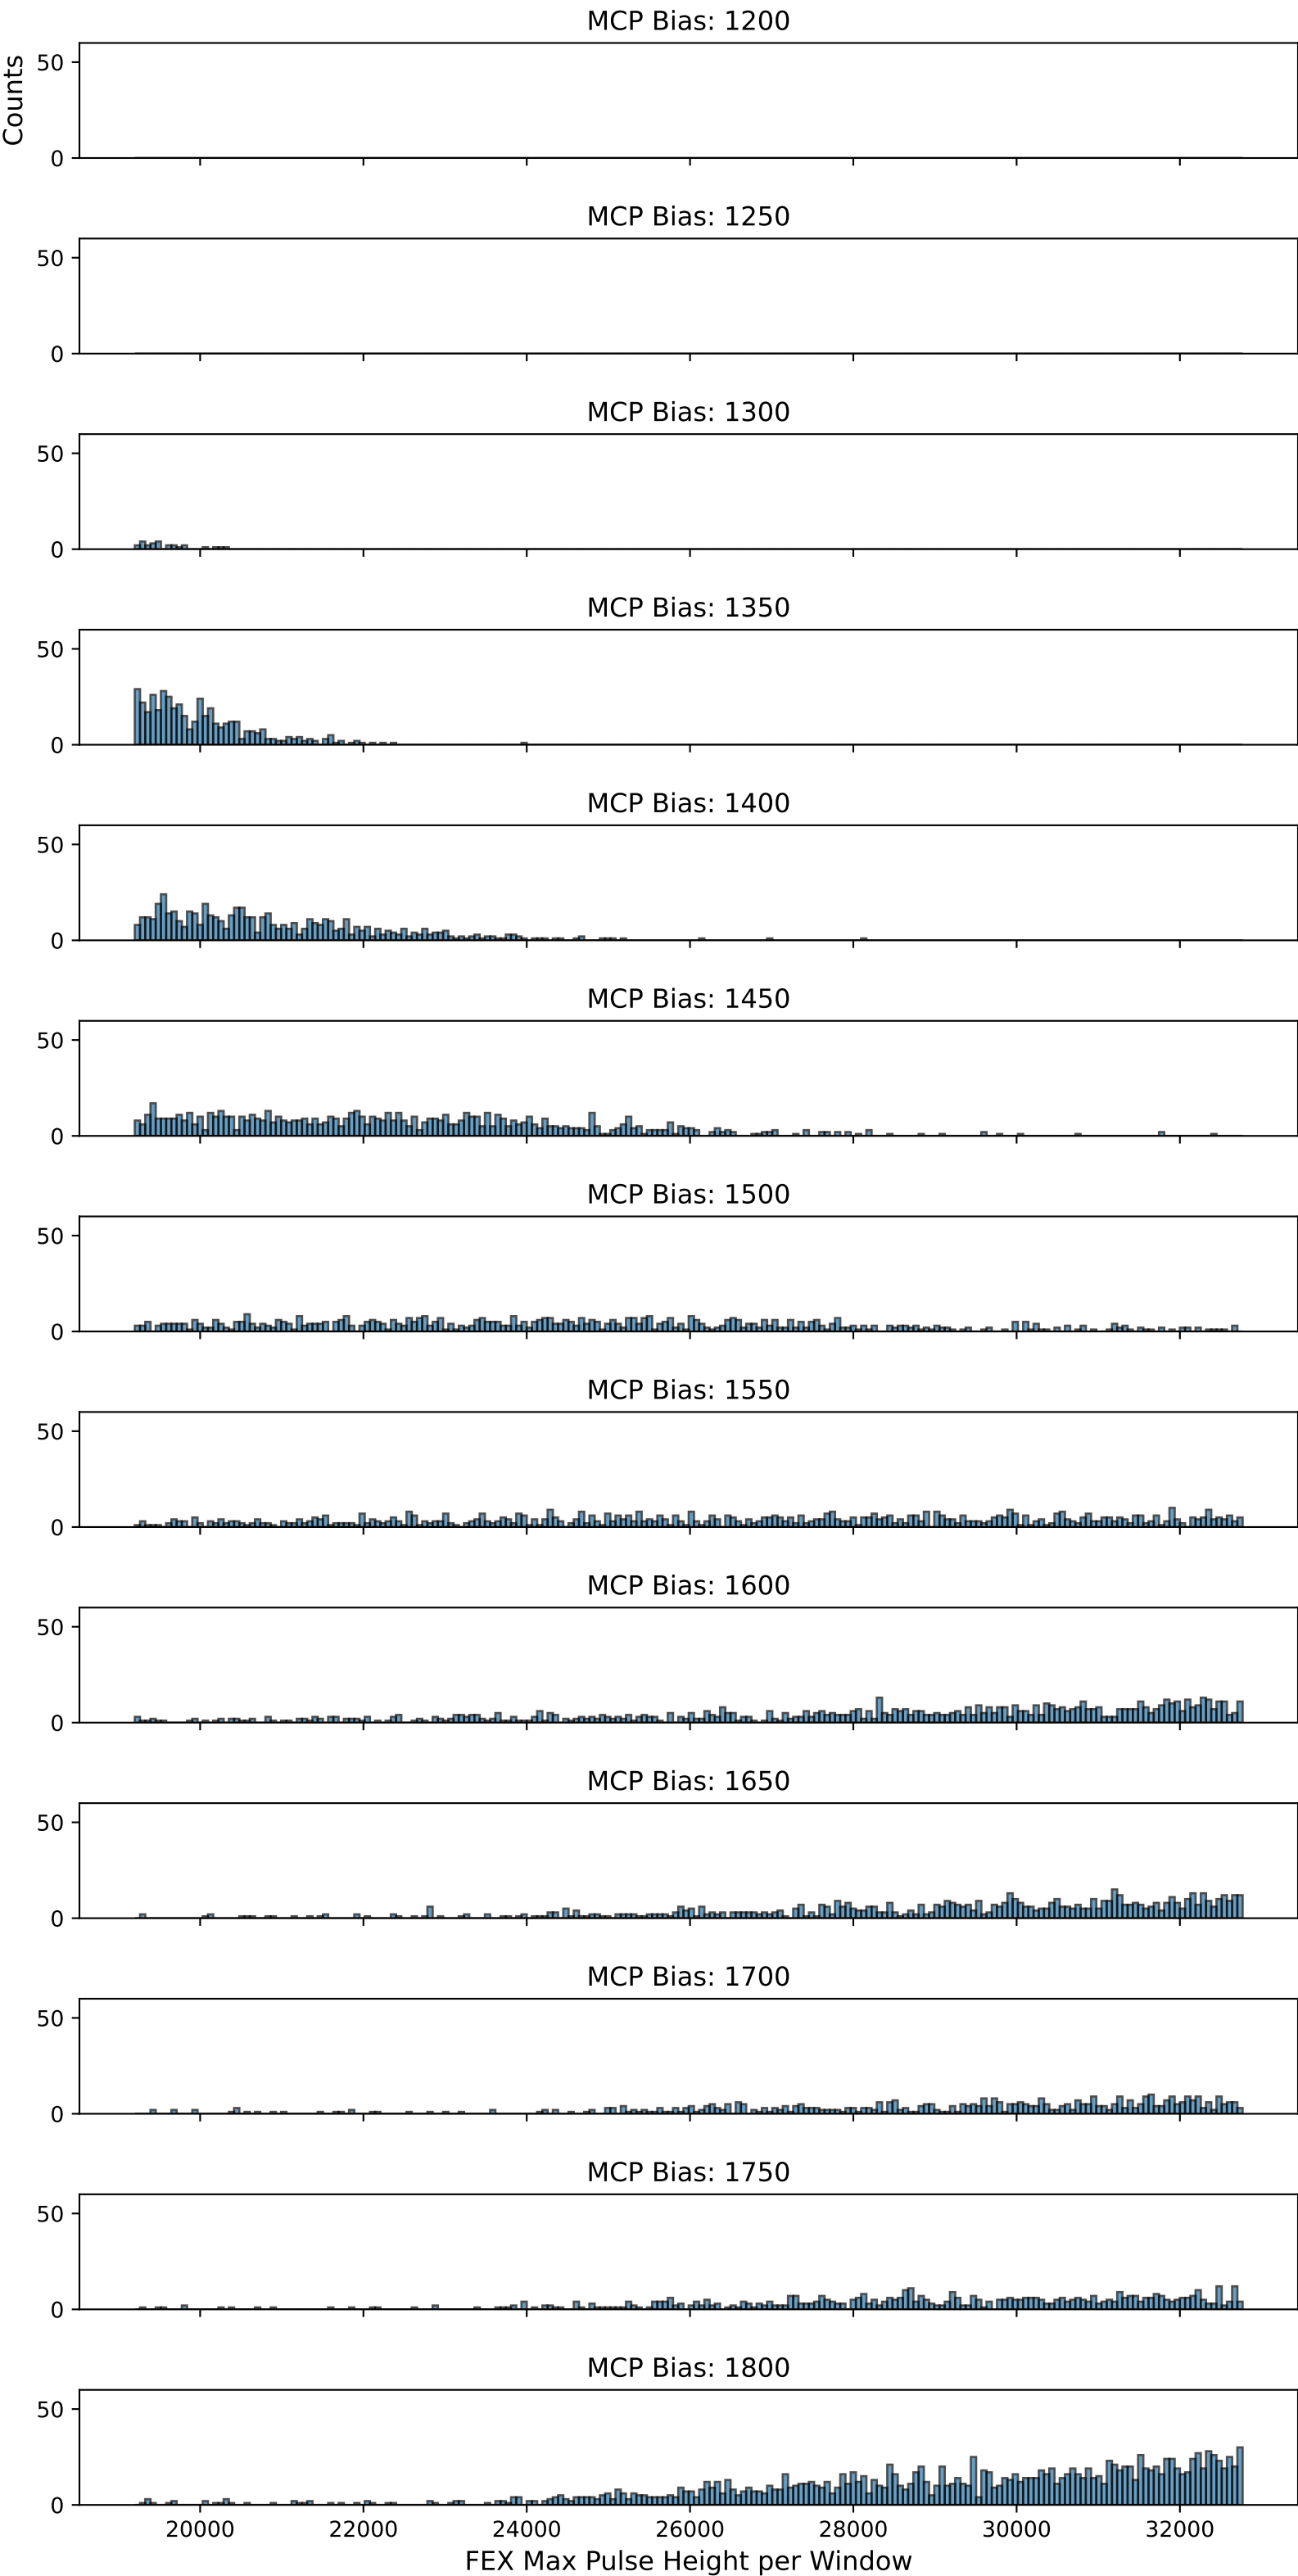 MCP Bias: 1200
Counts
50
0
MCP Bias: 1250
50
0
MCP Bias: 1300
50
0
MCP Bias: 1350
50
0
MCP Bias: 1400
50
0
MCP Bias: 1450
50
0
MCP Bias: 1500
50
0
MCP Bias: 1550
50
0
MCP Bias: 1600
50
0
MCP Bias: 1650
50
0
MCP Bias: 1700
50
0
MCP Bias: 1750
50
0
MCP Bias: 1800
50
0
20000 22000 24000 26000 28000 30000 32000
FEX Max Pulse Height per Window